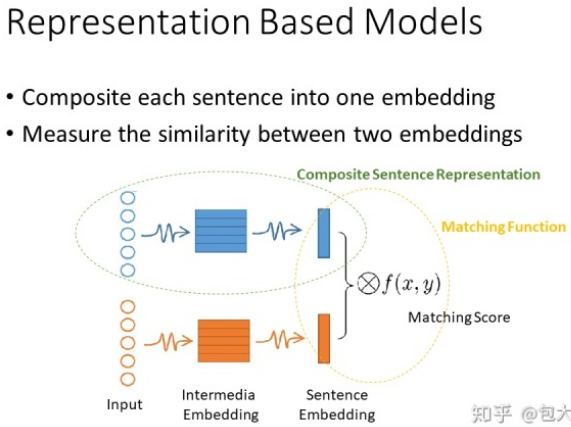 Representation Based Models
• Composite each sentence into one embedding
• Measure the similarity between two embeddings
Composite Sentence Representation
Matching Function
⊗f(x, y)
Matching Score
Input
Intermedia
Embedding
Sentence
Embedding
知乎 @包大